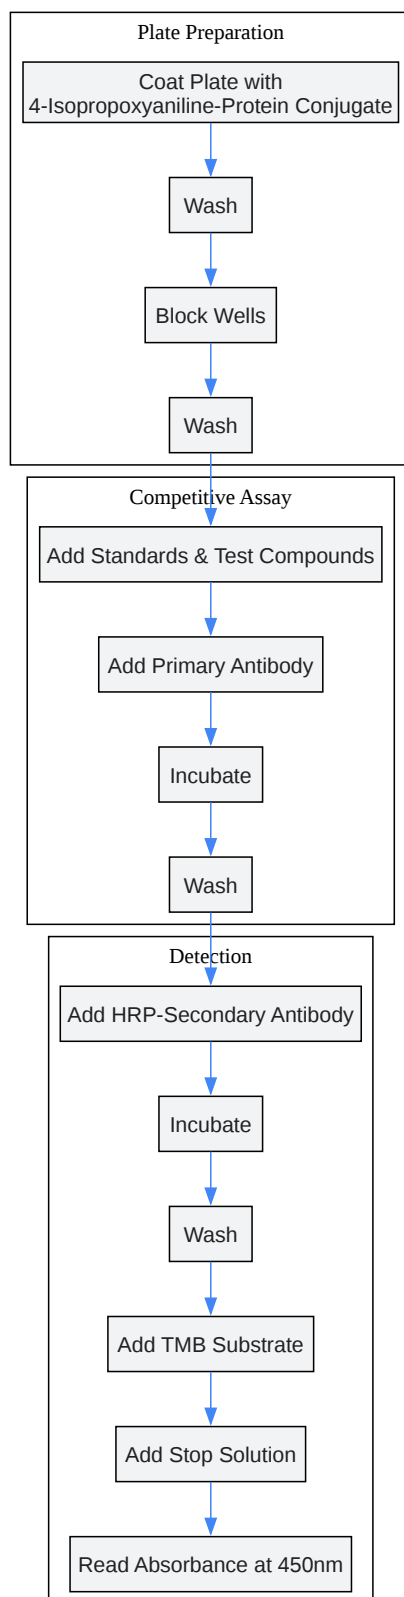 Plate Preparation
Coat Plate with
4-Isopropoxyaniline-Protein Conjugate
Wash
Block Wells
Wash
Competitive Assay
Add Standards & Test Compounds
Add Primary Antibody
Incubate
Wash
Detection
Add HRP-Secondary Antibody
Incubate
Wash
Add TMB Substrate
Add Stop Solution
Read Absorbance at 450nm